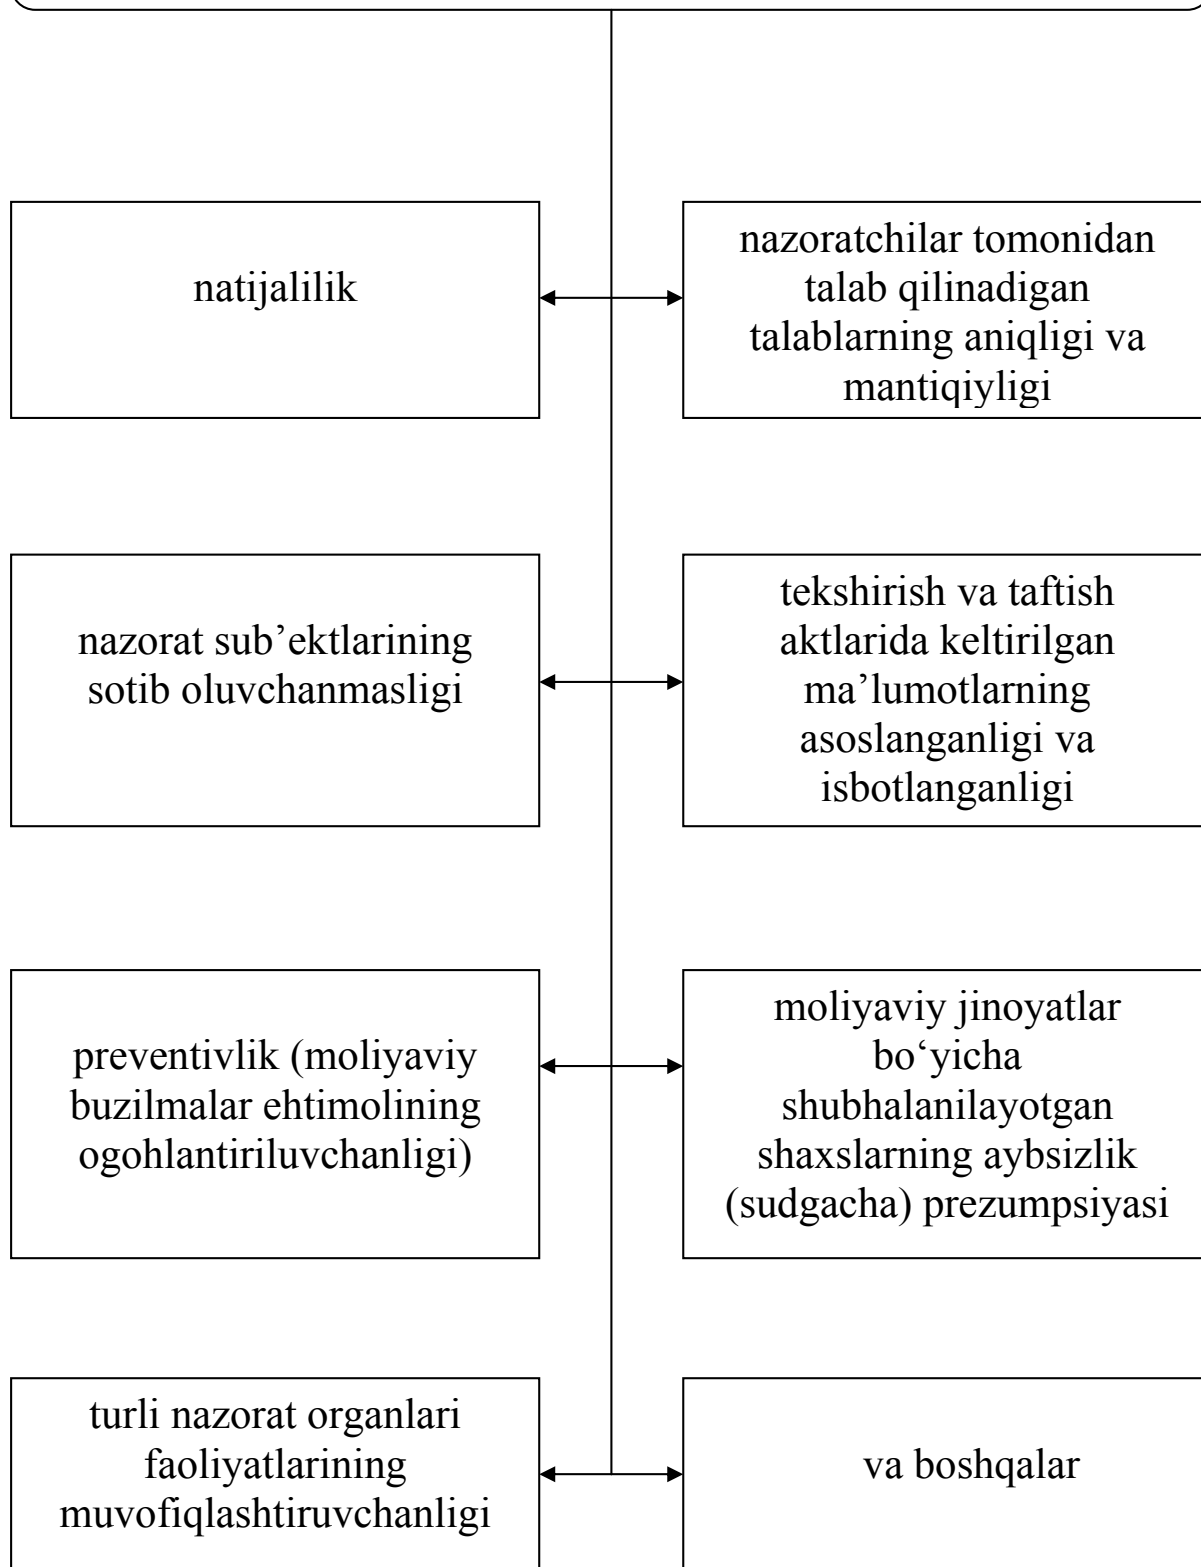 natijalilik
nazoratchilar tomonidan
talab qilinadigan
talablarning aniqligi va
mantiqiyligi
nazorat sub’ektlarining
sotib oluvchanmasligi
tekshirish va taftish
aktlarida keltirilgan
ma’lumotlarning
asoslanganligi va
isbotlanganligi
preventivlik (moliyaviy
buzilmalar ehtimolining
ogohlantiriluvchanligi)
moliyaviy jinoyatlar
bo‘yicha
shubhalanilayotgan
shaxslarning aybsizlik
(sudgacha) prezumpsiyasi
turli nazorat organlari
faoliyatlarining
muvofiqlashtiruvchanligi
va boshqalar